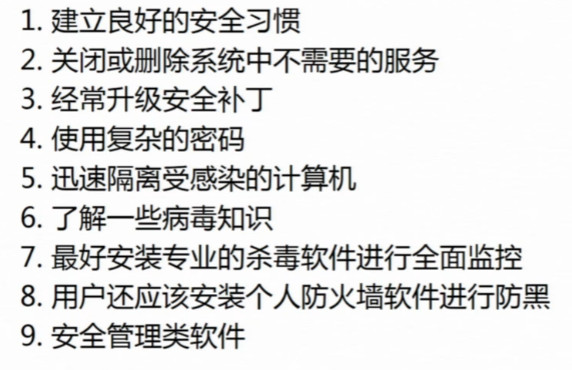 1. 建立良好的安全习惯
2. 关闭或删除系统中不需要的服务
3. 经常升级安全补丁
4. 使用复杂的密码
5. 迅速隔离受感染的计算机
6. 了解一些病毒知识
7. 最好安装专业的杀毒软件进行全面监控
8. 用户还应该安装个人防火墙软件进行防黑
9. 安全管理类软件